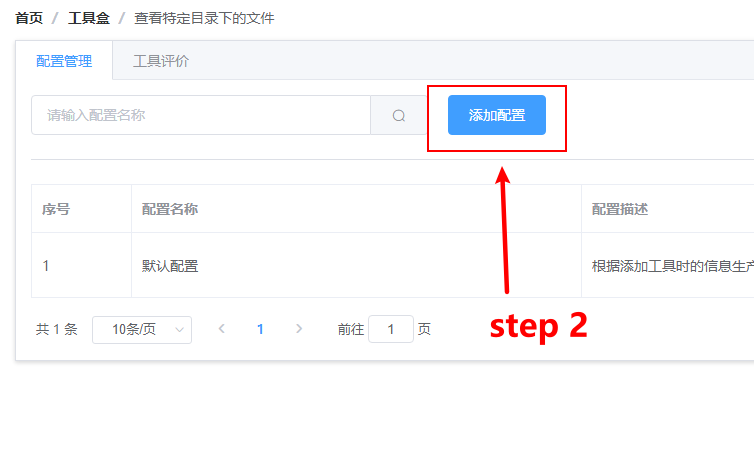 首页 / 工具盒 / 查看特定目录下的文件
配置管理 工具评价
请输入配置名称 添加配置
序号 配置名称 配置描述
1 默认配置 根据添加工具时的信息生产
共 1 条 10条/页 1 前往 1 页
step 2